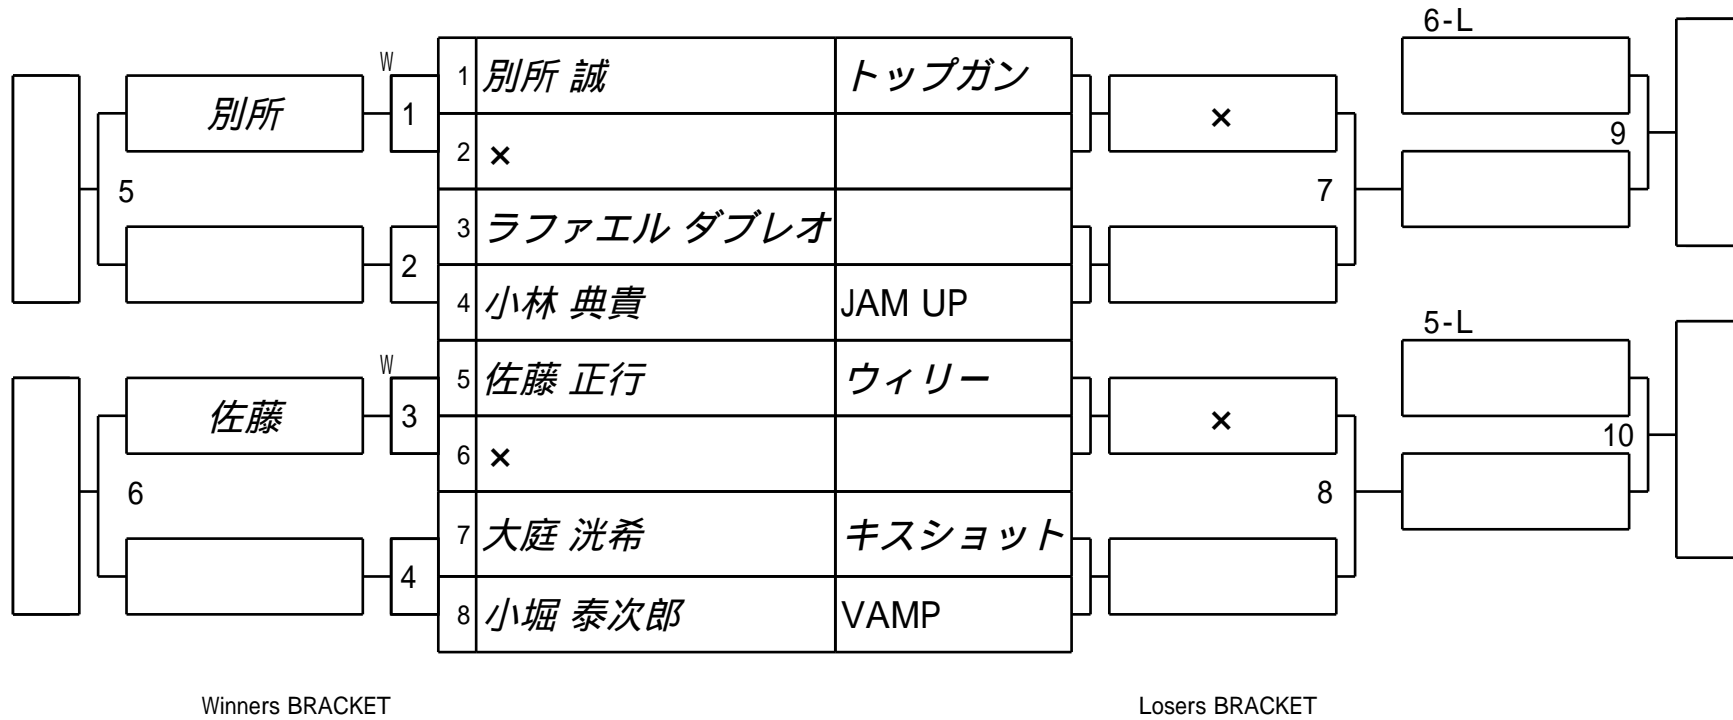 6-L
W
1 別所 誠 トップガン
別所 1 ×
2 × 9
5 7
3 ラファエル ダブレオ
2
4 小林 典貴 JAM UP
5-L
W
5 佐藤 正行 ウィリー
佐藤 3 ×
10
6 ×
6 8
7 大庭 洸希 キスショット
4
8 小堀 泰次郎 VAMP
Winners BRACKET Losers BRACKET